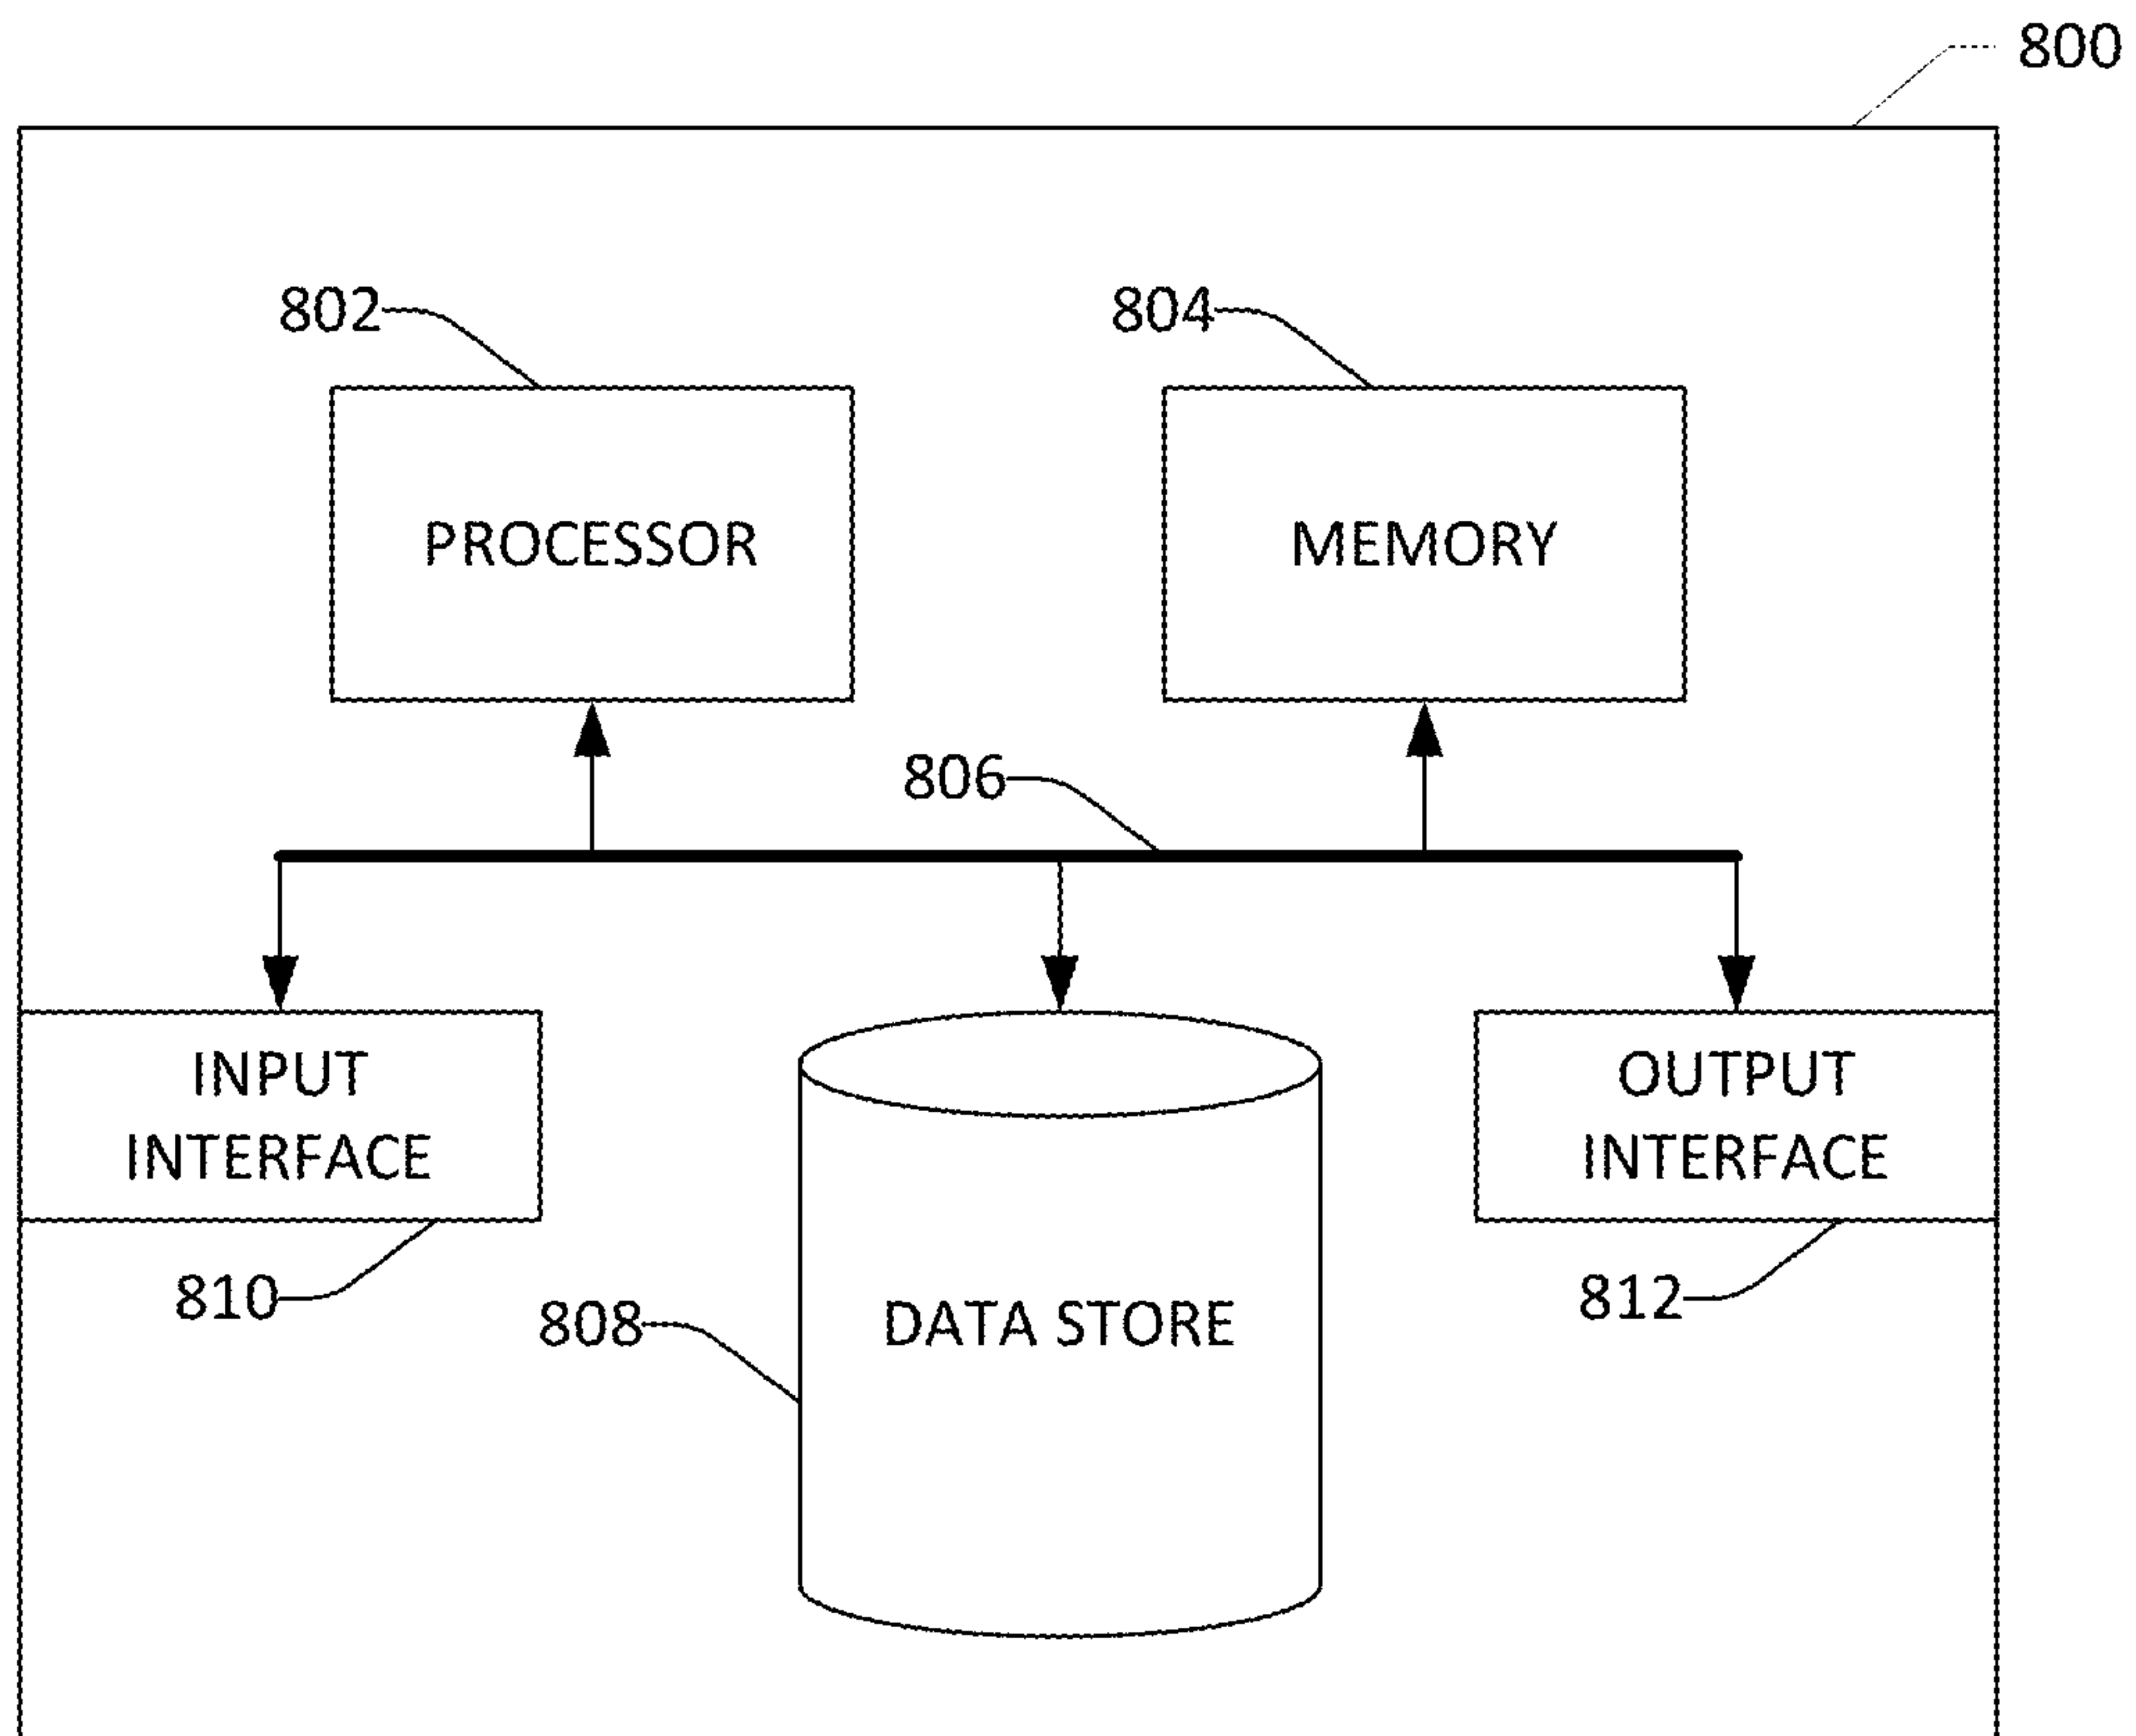 800
802
804
PROCESSOR
MEMORY
806
INPUT
INTERFACE
OUTPUT
INTERFACE
810
808
DATA STORE
812